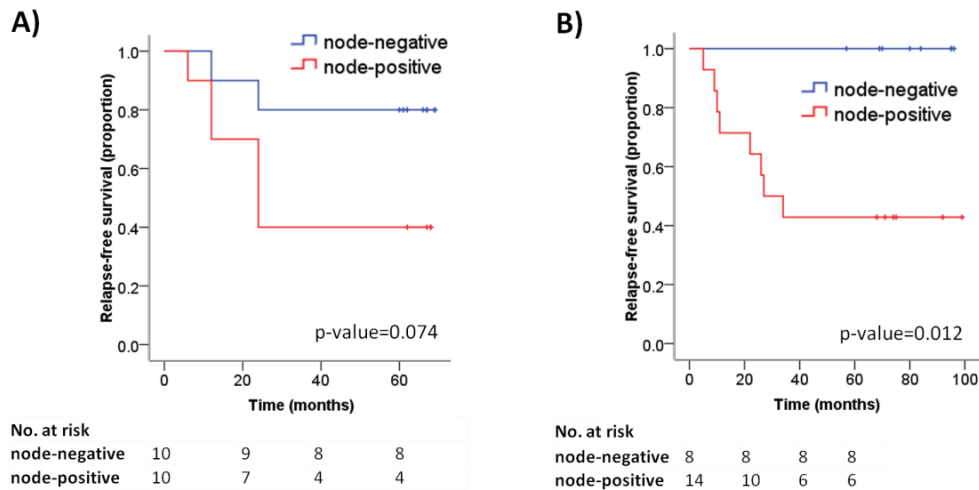 A)
1.0
0.8
0.6
0.4
0.2
0.0
Relapse-free survival (proportion)
node-negative
node-positive
p-value=0.074
0 20 40 60
Time (months)
No. at risk
node-negative 10 9 8 8
node-positive 10 7 4 4
B)
1.0
0.8
0.6
0.4
0.2
0.0
Relapse-free survival (proportion)
node-negative
node-positive
p-value=0.012
0 20 40 60 80 100
Time (months)
No. at risk
node-negative 8 8 8 8
node-positive 14 10 6 6